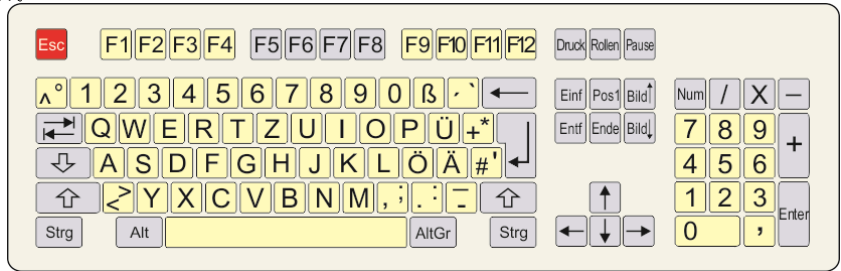 Esc F1 F2 F3 F4 F5 F6 F7 F8 F9 F10 F11 F12 Druck Rollen Pause
^ ° 1 2 3 4 5 6 7 8 9 0 ß ´ ` Einf Pos1 Bild↑ Num / X −
Q W E R T Z U I O P Ü + * Entf Ende Bild↓ 7 8 9 +
A S D F G H J K L Ö Ä # ' 4 5 6
< > Y X C V B N M , ; . : - _ ↑ 1 2 3 Enter
Strg Alt AltGr Strg ← ↓ → 0 ,